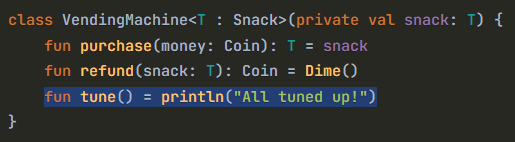 class VendingMachine<T : Snack>(private val snack: T) {
    fun purchase(money: Coin): T = snack
    fun refund(snack: T): Coin = Dime()
    fun tune() = println("All tuned up!")
}